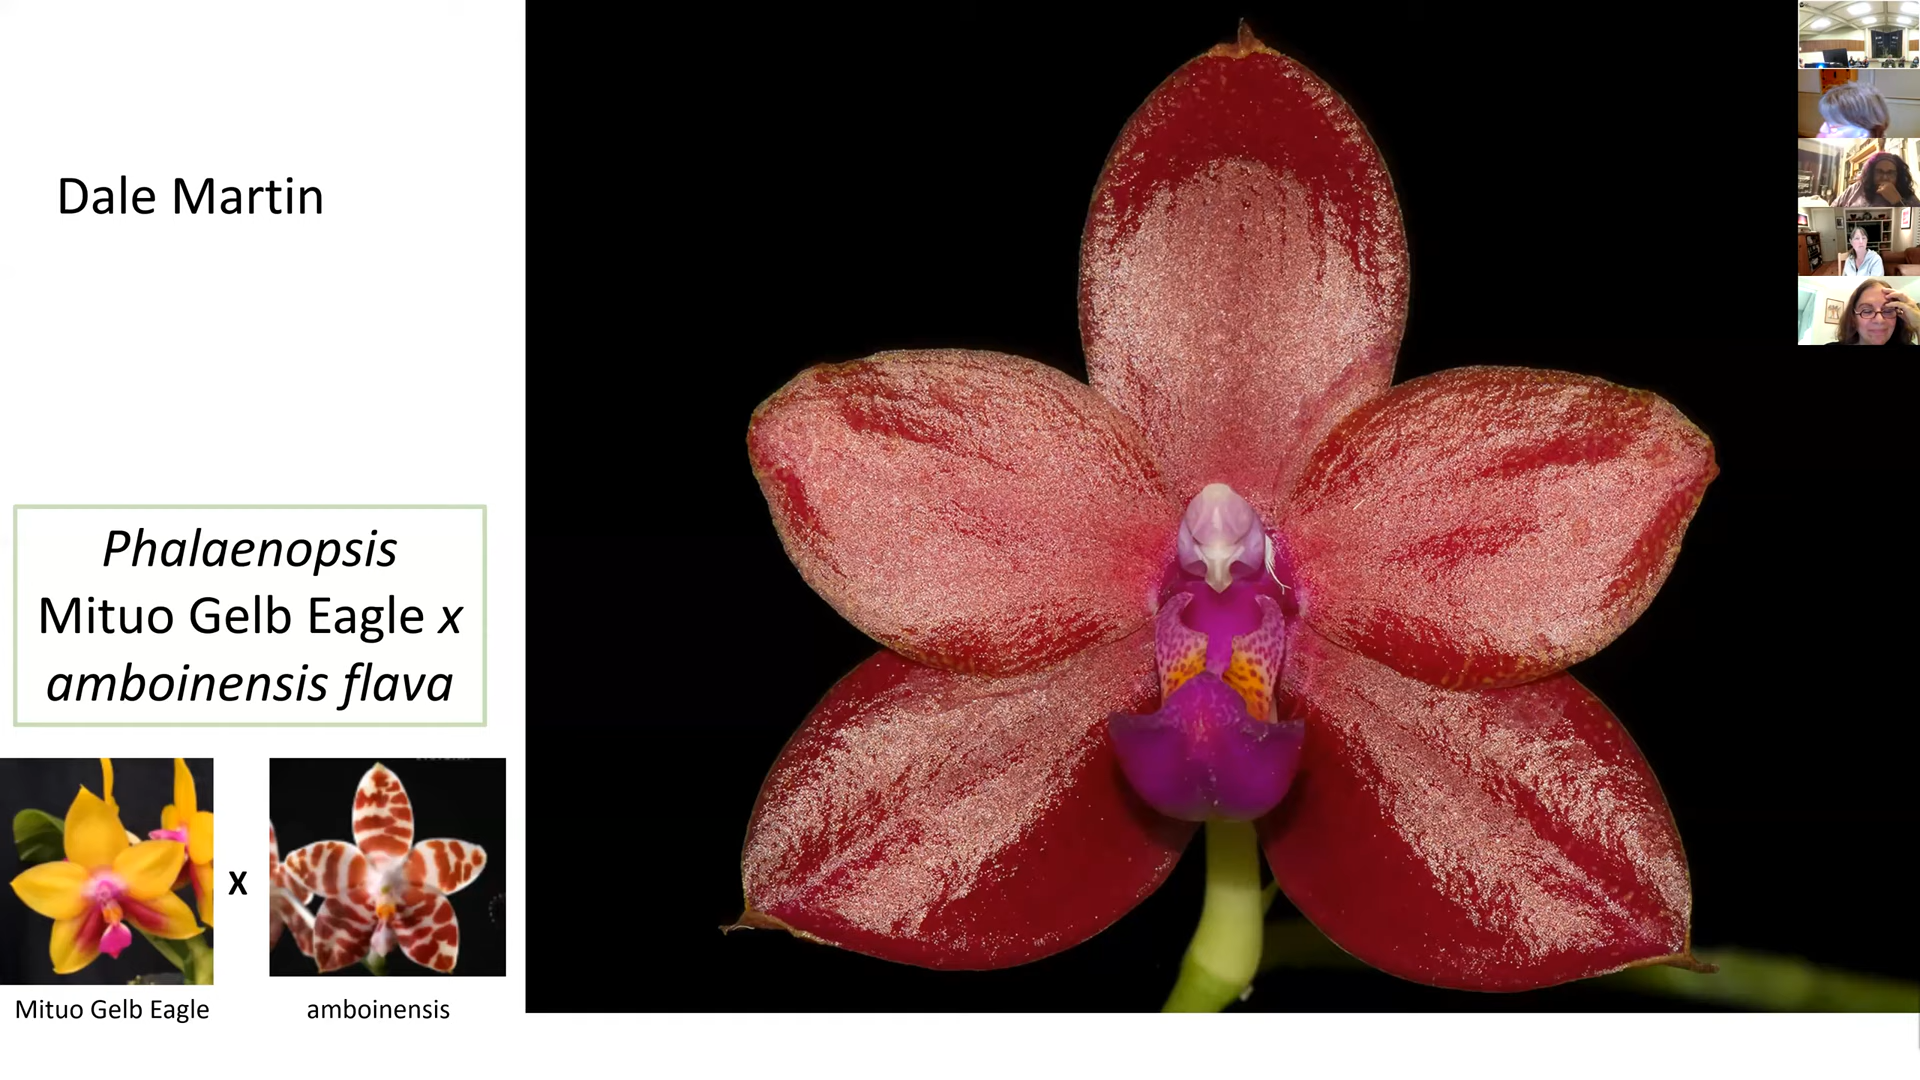 Dale Martin
Phalaenopsis
Mituo Gelb Eagle x
amboinensis flava
x
Mituo Gelb Eagle
amboinensis